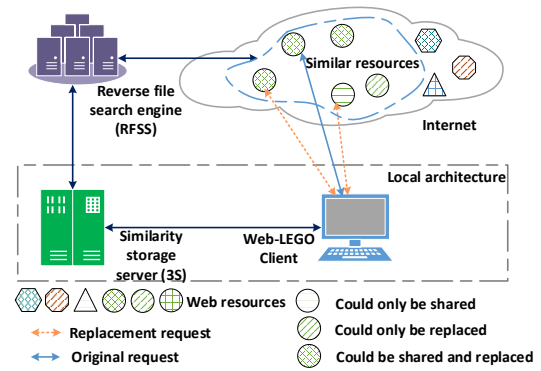 Similar resources
Reverse file
search engine
(RFSS)
Internet
Local architecture
Similarity
storage
server (3S)
Web-LEGO
Client
Web resources
Could only be shared
Replacement request
Could only be replaced
Original request
Could be shared and replaced